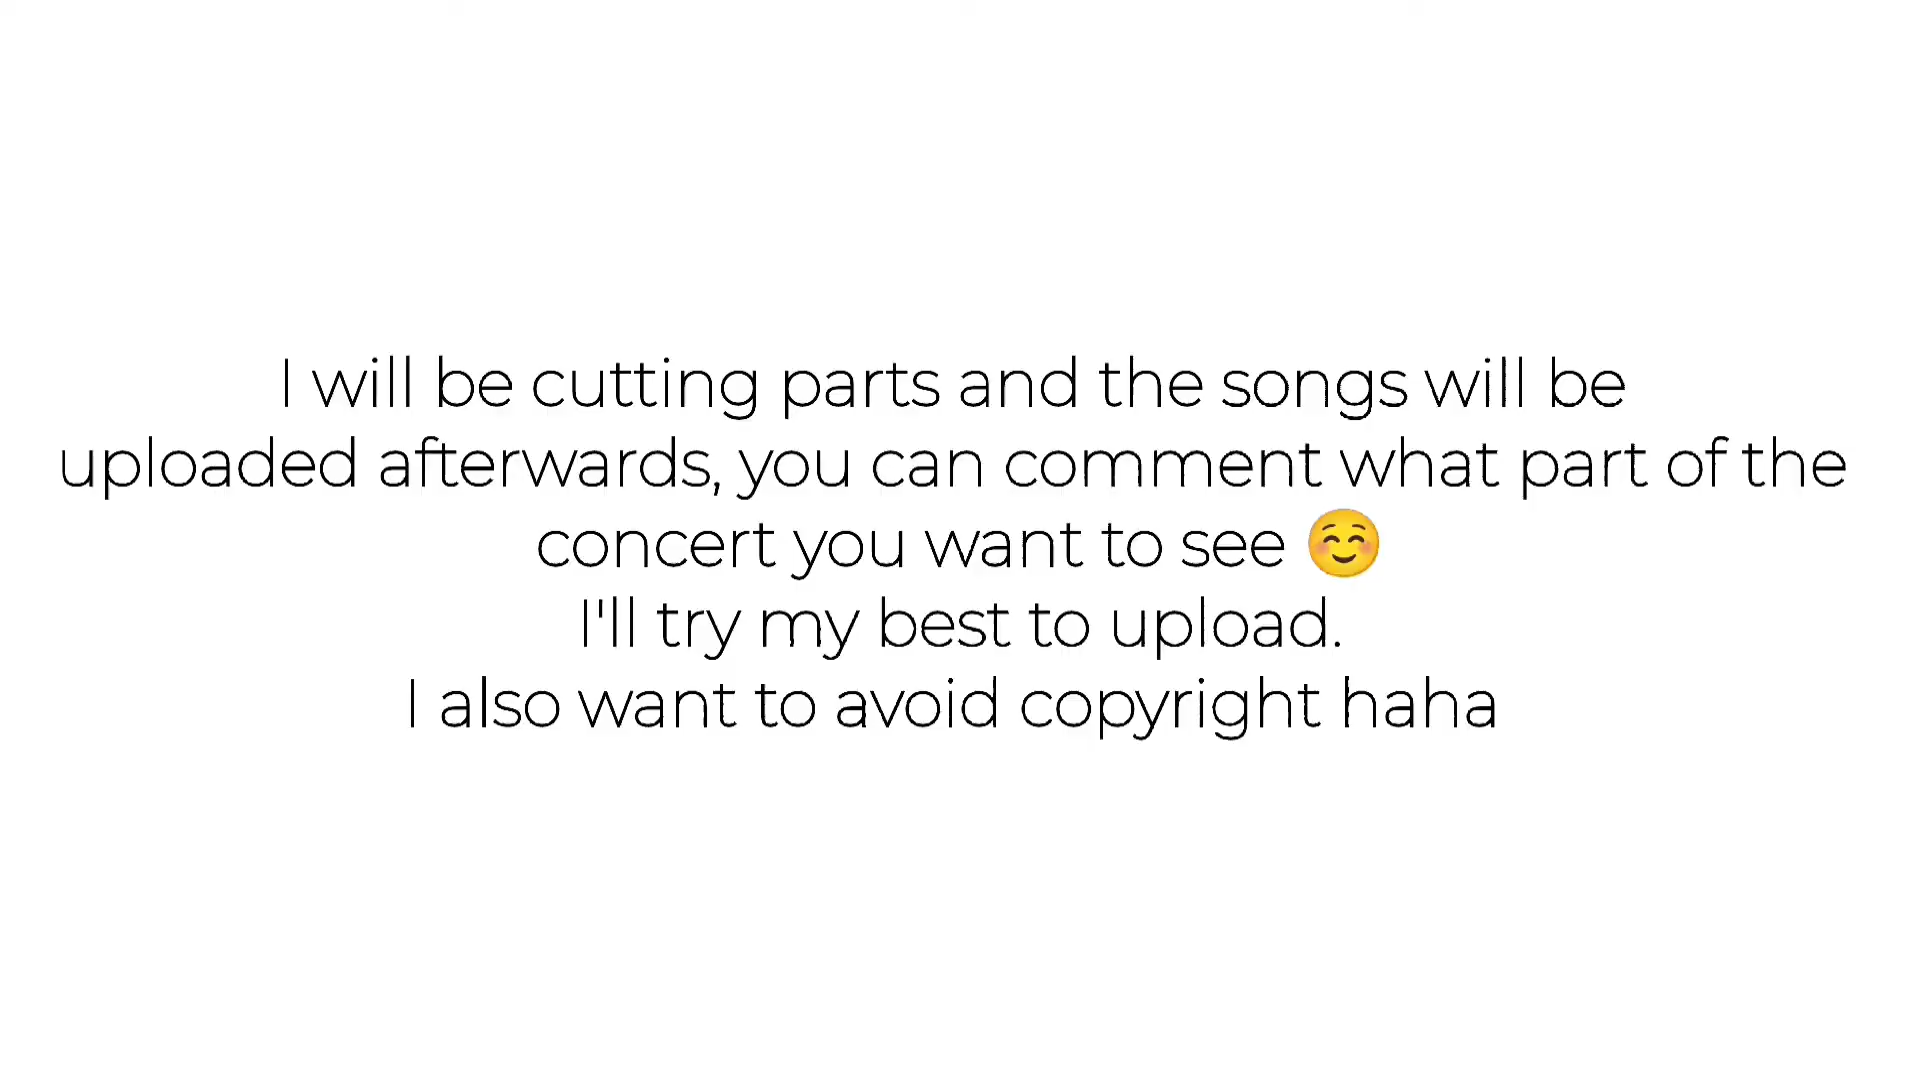 I will be cutting parts and the songs will be
uploaded afterwards, you can comment what part of the
concert you want to see ☺️
I'll try my best to upload.
I also want to avoid copyright haha